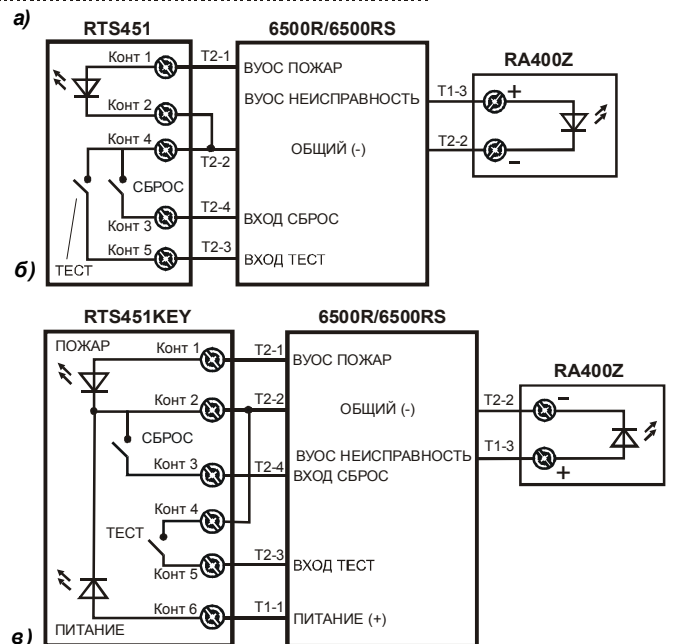 а)
RTS451
6500R/6500RS
RA400Z
Конт 1
T2-1
ВУОС ПОЖАР
ВУОС НЕИСПРАВНОСТЬ
T1-3
+
Конт 2
Конт 4
T2-2
ОБЩИЙ (-)
T2-2
–
СБРОС
Конт 3
T2-4
ВХОД СБРОС
Конт 5
T2-3
ВХОД ТЕСТ
ТЕСТ
б)
RTS451KEY
6500R/6500RS
RA400Z
ПОЖАР
Конт 1
T2-1
ВУОС ПОЖАР
Конт 2
T2-2
ОБЩИЙ (-)
T2-2
–
СБРОС
ВУОС НЕИСПРАВНОСТЬ
T1-3
+
Конт 3
T2-4
ВХОД СБРОС
Конт 4
ТЕСТ
Конт 5
T2-3
ВХОД ТЕСТ
Конт 6
T1-1
ПИТАНИЕ (+)
ПИТАНИЕ
в)